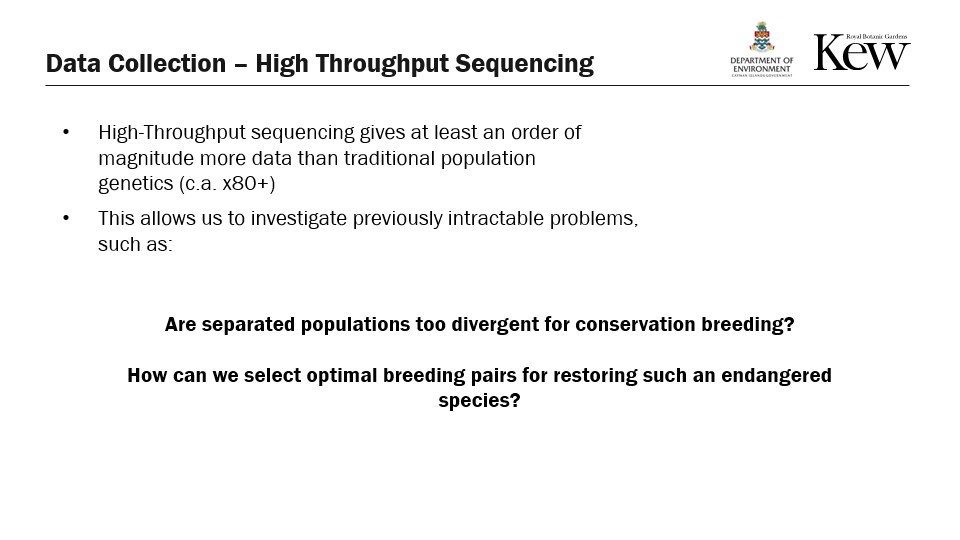 Data Collection – High Throughput Sequencing
DEPARTMENT OF
ENVIRONMENT
CAYMAN ISLANDS GOVERNMENT
Royal Botanic Gardens
Kew
• High-Throughput sequencing gives at least an order of
magnitude more data than traditional population
genetics (c.a. x80+)
• This allows us to investigate previously intractable problems,
such as:
Are separated populations too divergent for conservation breeding?
How can we select optimal breeding pairs for restoring such an endangered
species?